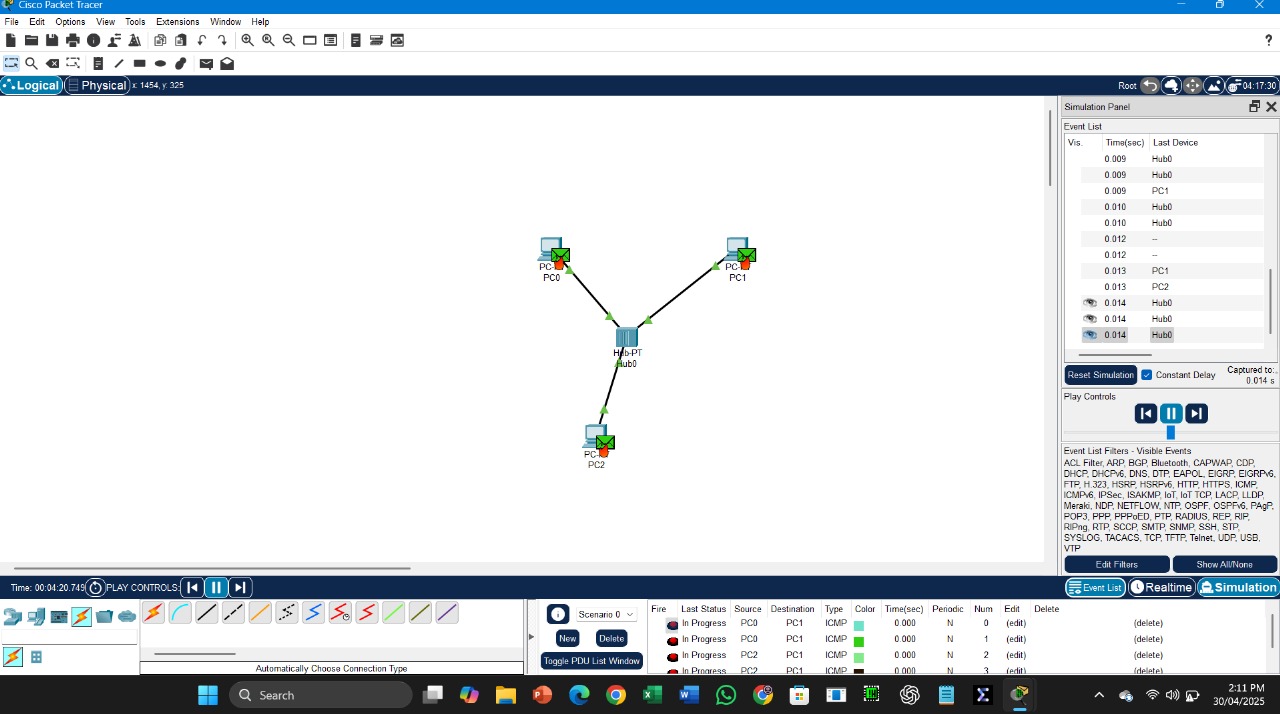 Cisco Packet Tracer
File Edit Options View Tools Extensions Window Help
?
Logical Physical x: 1454, y: 325 Root 04:17:30
Simulation Panel
Event List
Vis. Time(sec) Last Device
0.009 Hub0
0.009 Hub0
0.009 PC1
0.010 Hub0
0.010 Hub0
0.012 --
0.012 --
0.013 PC1
0.013 PC2
0.014 Hub0
0.014 Hub0
0.014 Hub0
Reset Simulation Constant Delay Captured to:
0.014 s
Play Controls
Event List Filters - Visible Events
ACL Filter, ARP, BGP, Bluetooth, CAPWAP, CDP,
DHCP, DHCPv6, DNS, DTP, EAPOL, EIGRP, EIGRPv6,
FTP, H.323, HSRP, HSRPv6, HTTP, HTTPS, ICMP,
ICMPv6, IPSec, ISAKMP, IoT, IoT TCP, LACP, LLDP,
Meraki, NDP, NETFLOW, NTP, OSPF, OSPFv6, PAgP,
POP3, PPP, PPPoED, PTP, RADIUS, REP, RIP,
RIPng, RTP, SCCP, SMTP, SNMP, SSH, STP,
SYSLOG, TACACS, TCP, TFTP, Telnet, UDP, USB,
VTP
Edit Filters Show All/None
PC-
PC0
PC-
PC1
Hub-PT
Hub0
PC-
PC2
Time: 00:04:20.749 PLAY CONTROLS: Event List Realtime Simulation
Automatically Choose Connection Type
Scenario 0
New Delete
Toggle PDU List Window
Fire Last Status Source Destination Type Color Time(sec) Periodic Num Edit Delete
In Progress PC0 PC1 ICMP 0.000 N 0 (edit) (delete)
In Progress PC0 PC1 ICMP 0.000 N 1 (edit) (delete)
In Progress PC2 PC1 ICMP 0.000 N 2 (edit) (delete)
In Progress PC2 PC1 ICMP 0.000 N 3 (edit) (delete)
Search
2:11 PM
30/04/2025